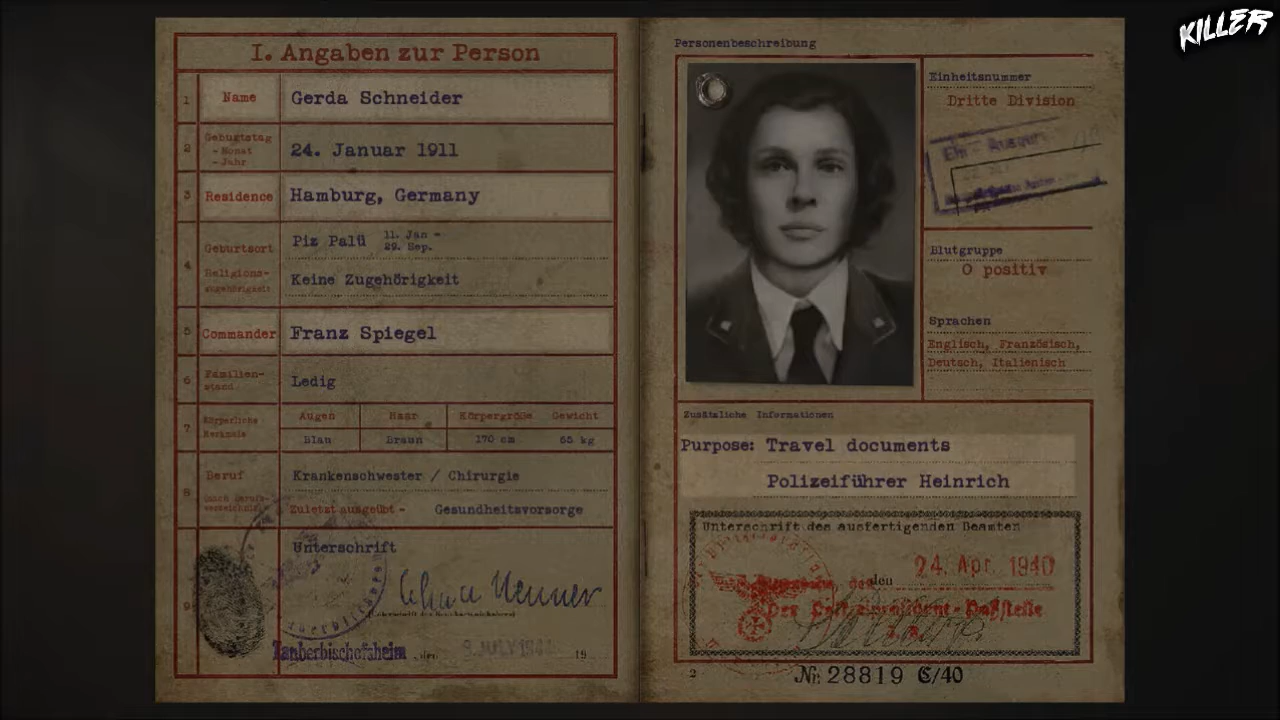 KILLER
I. Angaben zur Person
1 Name Gerda Schneider
2 Geburtstag
- Monat
- Jahr
24. Januar 1911
3 Residence Hamburg, Germany
4 Geburtsort Piz Palü 11. Jan -
29. Sep.
Religions-
zugehörigkeit
Keine Zugehörigkeit
5 Commander Franz Spiegel
6 Familien-
stand
Ledig
7 Körperliche
Merkmale
Augen Haar Körpergröße Gewicht
Blau Braun 170 cm 65 kg
8 Beruf Krankenschwester / Chirurgie
Zuletzt ausgeübt - Gesundheitsvorsorge
9 Unterschrift
Tauberbischofsheim, den 19
Personenbeschreibung
Einheitsnummer
Dritte Division
Blutgruppe
O positiv
Sprachen
Englisch, Französisch,
Deutsch, Italienisch
Zusätzliche Informationen
Purpose: Travel documents
Polizeiführer Heinrich
Unterschrift des ausfertigenden Beamten
den 24. Apr. 1940
2 № 28819 C/40